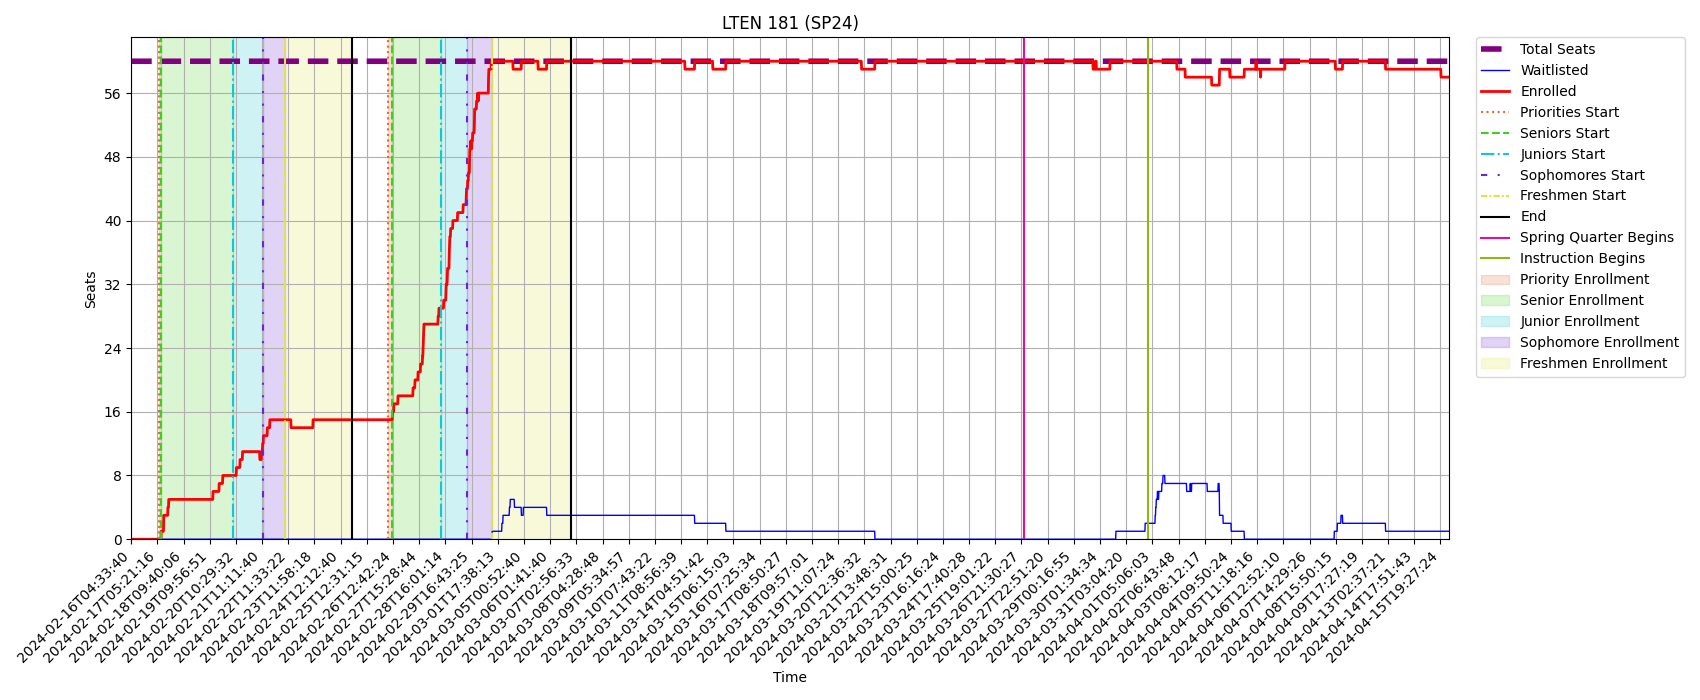 LTEN 181 (SP24)
Seats
56
48
40
32
24
16
8
0
2024-02-16T04:33:40
2024-02-17T05:21:16
2024-02-18T09:40:06
2024-02-19T09:56:51
2024-02-20T10:29:32
2024-02-21T11:11:40
2024-02-22T11:33:22
2024-02-23T11:58:18
2024-02-24T12:12:40
2024-02-25T12:31:15
2024-02-26T12:42:24
2024-02-27T15:28:44
2024-02-28T16:01:14
2024-02-29T16:43:25
2024-03-01T17:38:13
2024-03-05T00:52:40
2024-03-06T01:41:40
2024-03-07T02:56:33
2024-03-08T04:28:48
2024-03-09T05:34:57
2024-03-10T07:43:22
2024-03-11T08:56:39
2024-03-14T04:51:42
2024-03-15T06:15:03
2024-03-16T07:25:34
2024-03-17T08:50:27
2024-03-18T09:57:01
2024-03-19T11:07:24
2024-03-20T12:36:32
2024-03-21T13:48:31
2024-03-22T15:00:25
2024-03-23T16:16:24
2024-03-24T17:40:28
2024-03-25T19:01:22
2024-03-26T21:30:27
2024-03-27T22:51:20
2024-03-29T00:16:55
2024-03-30T01:34:34
2024-03-31T03:04:20
2024-04-01T05:06:03
2024-04-02T06:43:48
2024-04-03T08:12:17
2024-04-04T09:50:24
2024-04-05T11:18:16
2024-04-06T12:52:10
2024-04-07T14:29:26
2024-04-08T15:50:15
2024-04-09T17:27:19
2024-04-13T02:37:21
2024-04-14T17:51:43
2024-04-15T19:27:24
Time
Total Seats
Waitlisted
Enrolled
Priorities Start
Seniors Start
Juniors Start
Sophomores Start
Freshmen Start
End
Spring Quarter Begins
Instruction Begins
Priority Enrollment
Senior Enrollment
Junior Enrollment
Sophomore Enrollment
Freshmen Enrollment